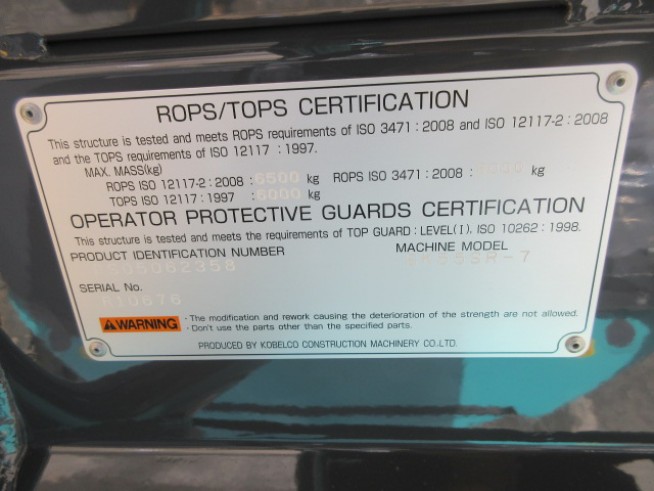 ROPS/TOPS CERTIFICATION
This structure is tested and meets ROPS requirements of ISO 3471 : 2008 and ISO 12117-2 : 2008
and the TOPS requirements of ISO 12117 : 1997.
MAX. MASS(kg)
ROPS ISO 12117-2 : 2008 : 6500 kg ROPS ISO 3471 : 2008 : kg
TOPS ISO 12117 : 1997 : 6000 kg
OPERATOR PROTECTIVE GUARDS CERTIFICATION
This structure is tested and meets the requirements of TOP GUARD : LEVEL(I), ISO 10262 : 1998.
PRODUCT IDENTIFICATION NUMBER MACHINE MODEL
SERIAL No.
WARNING
· The modification and rework causing the deterioration of the strength are not allowed.
· Don't use the parts other than the specified parts.
PRODUCED BY KOBELCO CONSTRUCTION MACHINERY CO.LTD.